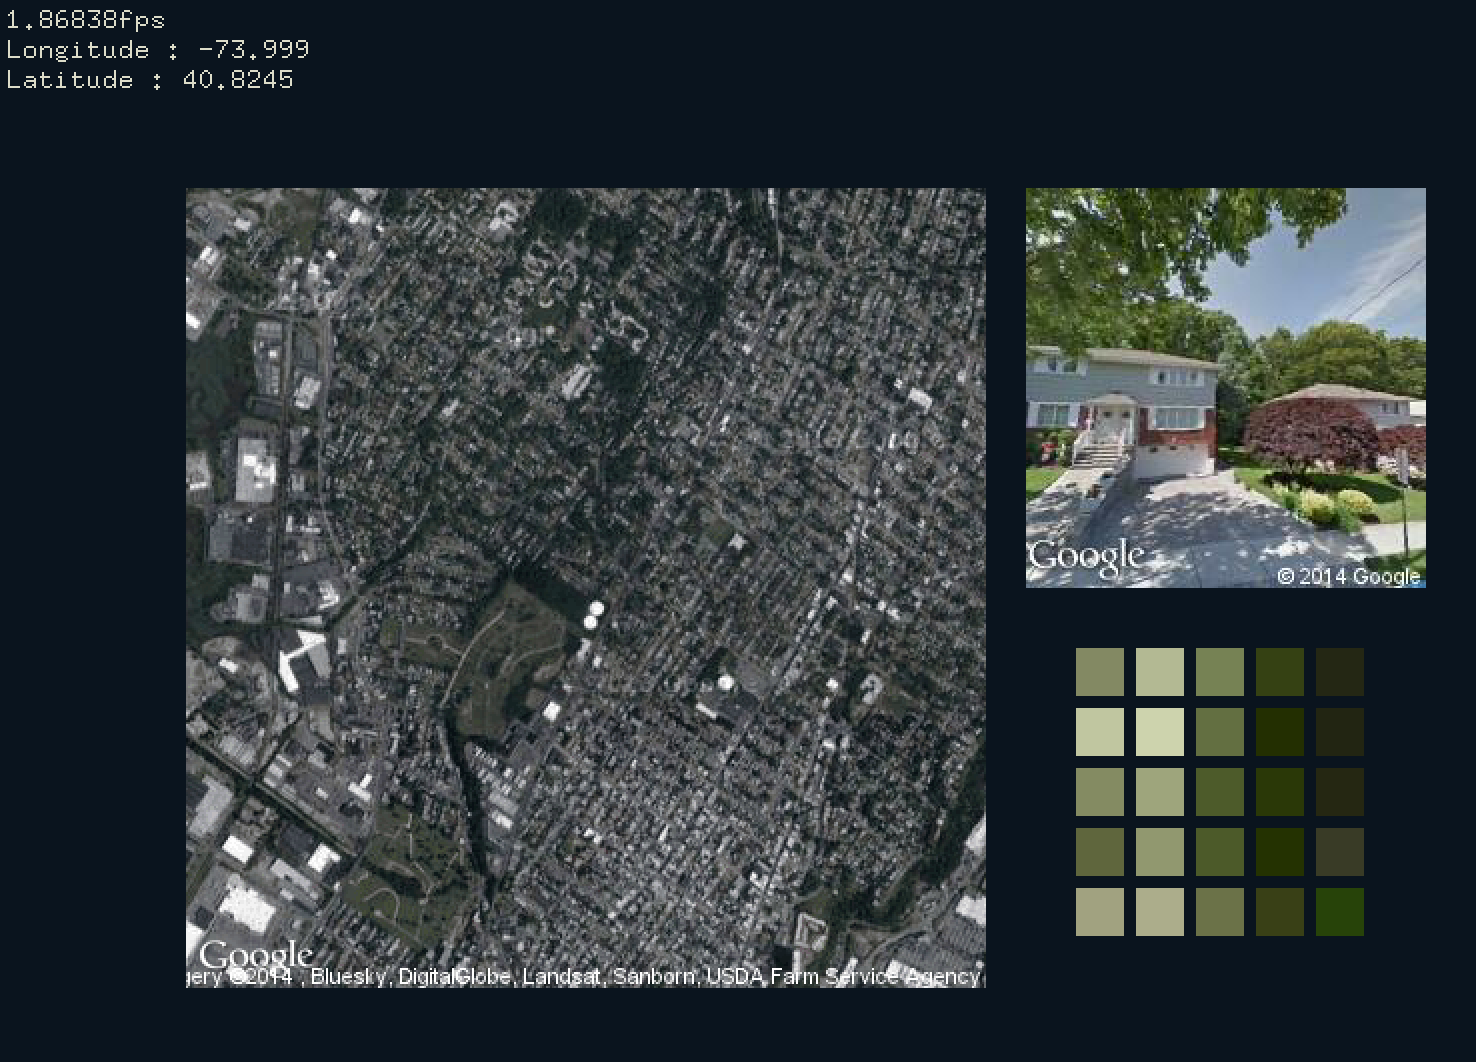 1.86838fps
Longitude : -73.999
Latitude : 40.8245
Google
© 2014 Google
Google
gery ©2014 , Bluesky, DigitalGlobe, Landsat, Sanborn, USDA Farm Service Agency